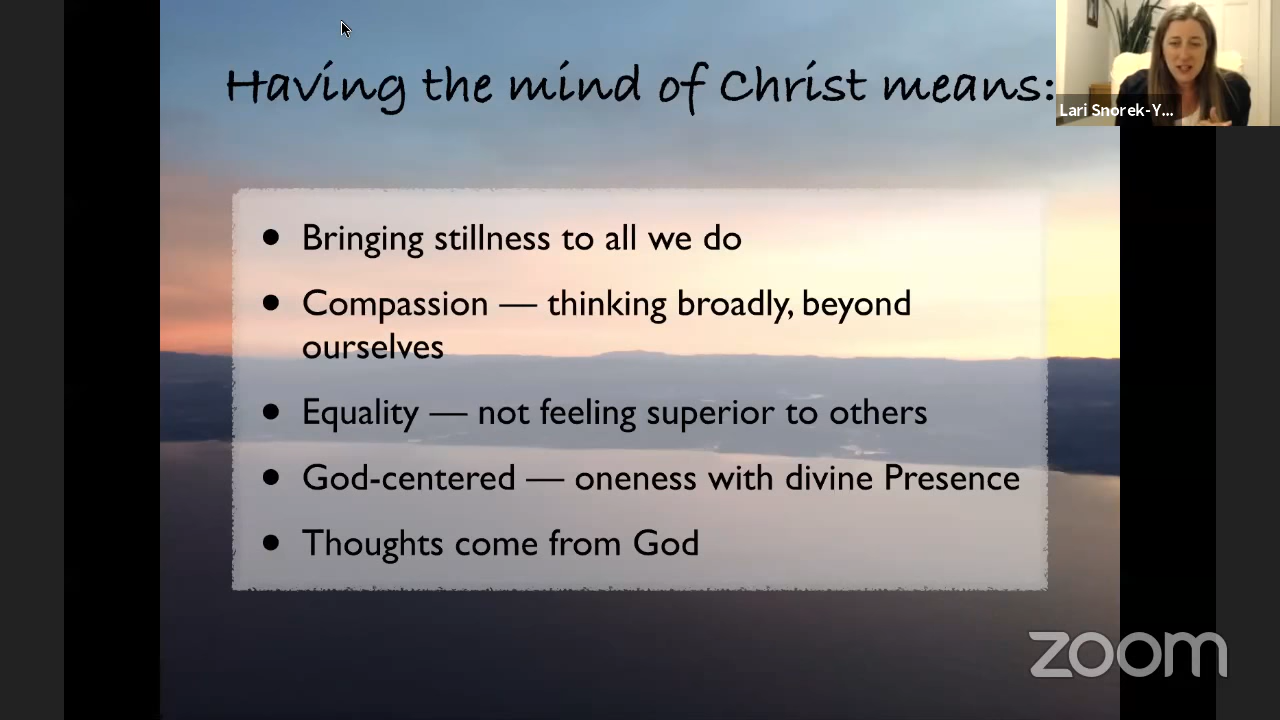 Having the mind of Christ means:
Lari Snorek-Y...
• Bringing stillness to all we do
• Compassion — thinking broadly, beyond
ourselves
• Equality — not feeling superior to others
• God-centered — oneness with divine Presence
• Thoughts come from God
zoom